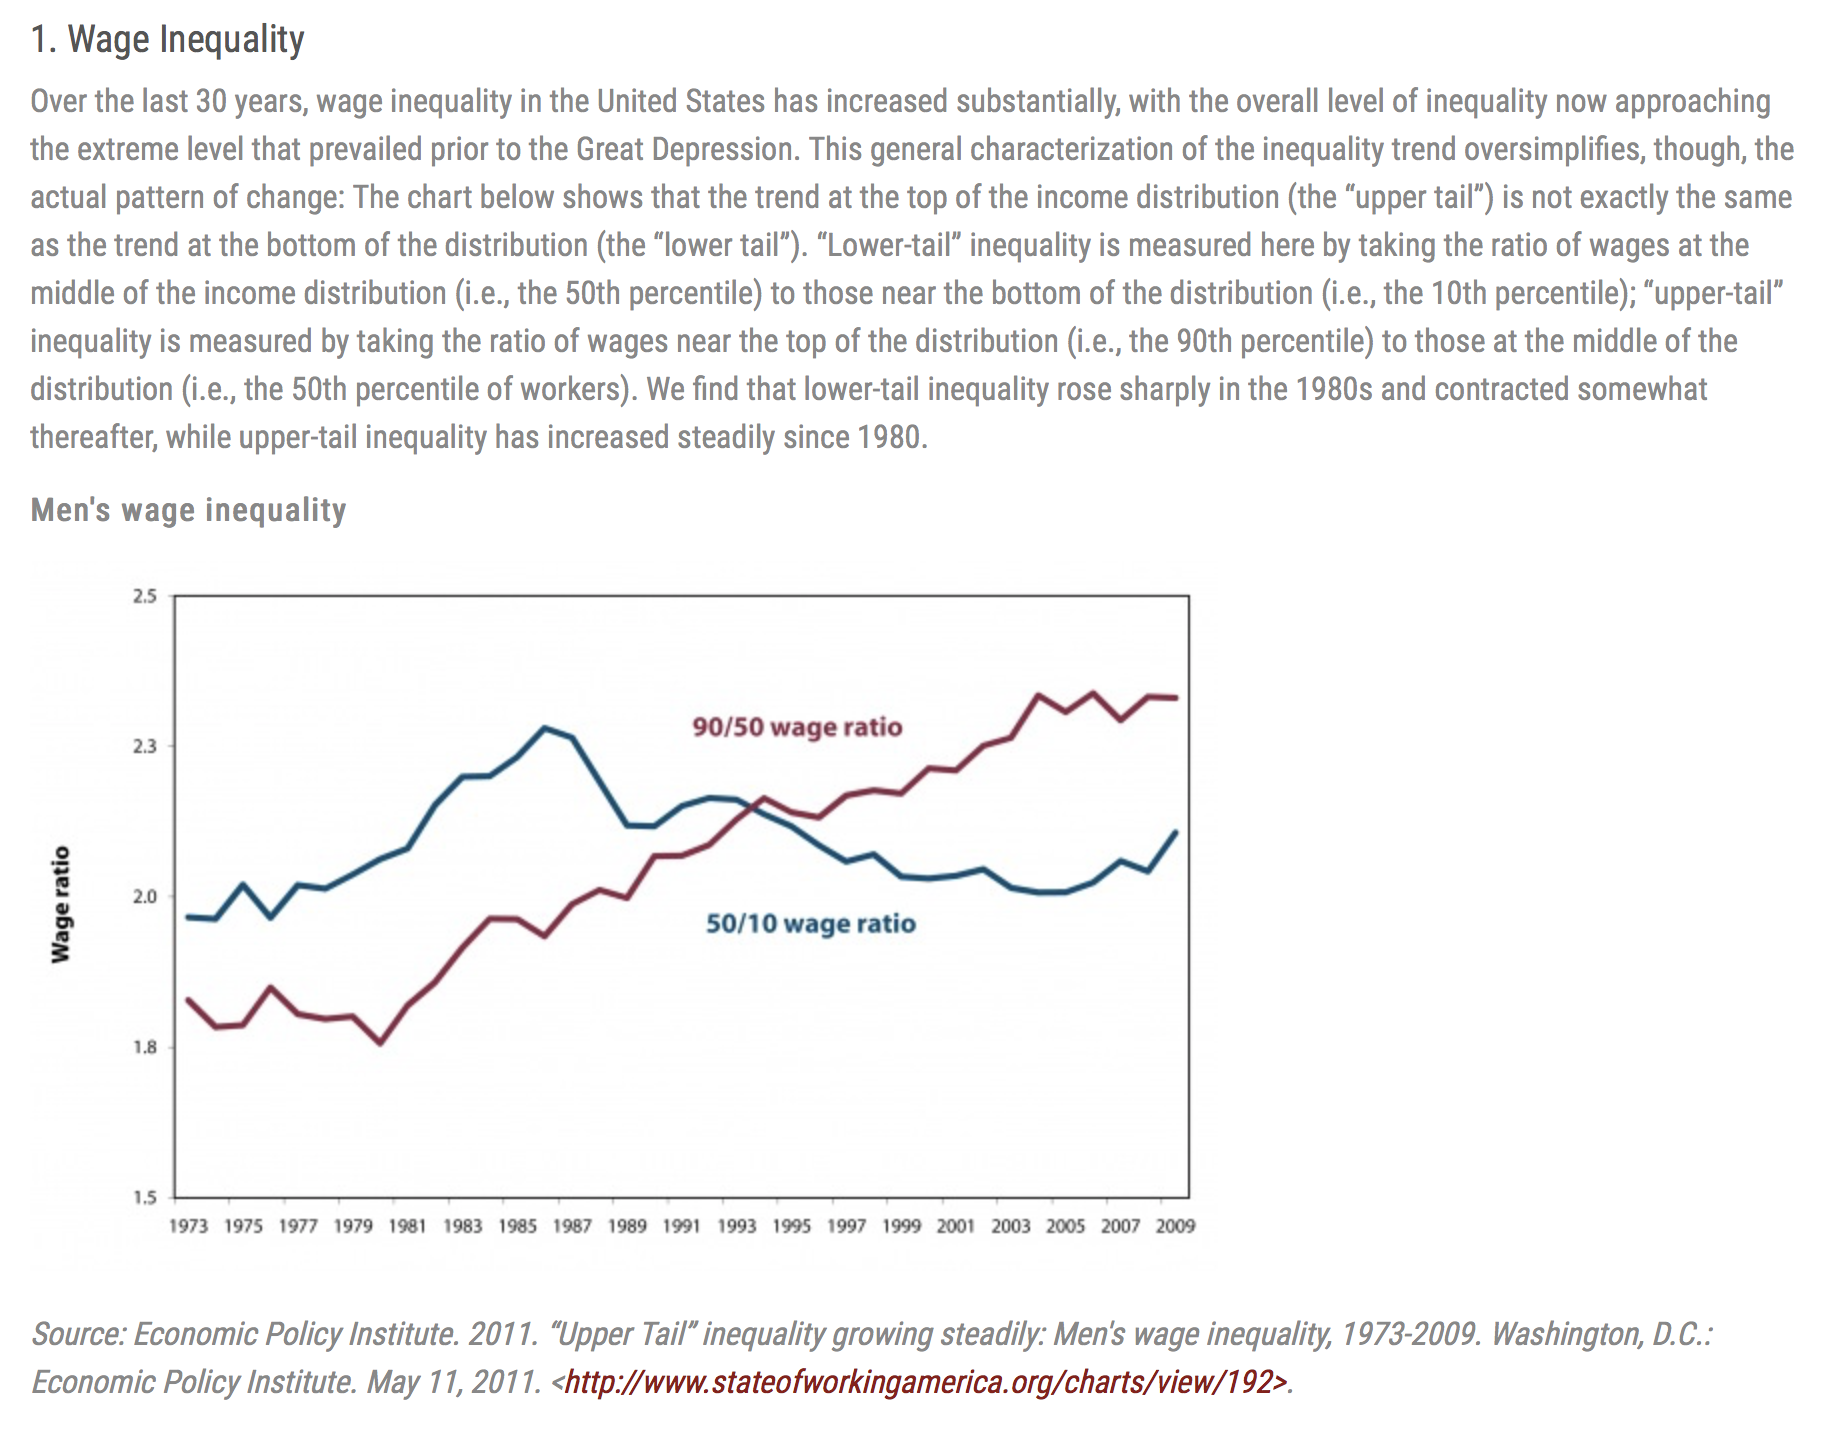 1. Wage Inequality
Over the last 30 years, wage inequality in the United States has increased substantially, with the overall level of inequality now approaching
the extreme level that prevailed prior to the Great Depression. This general characterization of the inequality trend oversimplifies, though, the
actual pattern of change: The chart below shows that the trend at the top of the income distribution (the “upper tail”) is not exactly the same
as the trend at the bottom of the distribution (the “lower tail”). “Lower-tail” inequality is measured here by taking the ratio of wages at the
middle of the income distribution (i.e., the 50th percentile) to those near the bottom of the distribution (i.e., the 10th percentile); “upper-tail”
inequality is measured by taking the ratio of wages near the top of the distribution (i.e., the 90th percentile) to those at the middle of the
distribution (i.e., the 50th percentile of workers). We find that lower-tail inequality rose sharply in the 1980s and contracted somewhat
thereafter, while upper-tail inequality has increased steadily since 1980.
Men's wage inequality
2.5
90/50 wage ratio
2.3
Wage ratio
2.0
50/10 wage ratio
1.8
1.5
1973 1975 1977 1979 1981 1983 1985 1987 1989 1991 1993 1995 1997 1999 2001 2003 2005 2007 2009
Source: Economic Policy Institute. 2011. “Upper Tail” inequality growing steadily: Men's wage inequality, 1973-2009. Washington, D.C.:
Economic Policy Institute. May 11, 2011. <http://www.stateofworkingamerica.org/charts/view/192>.